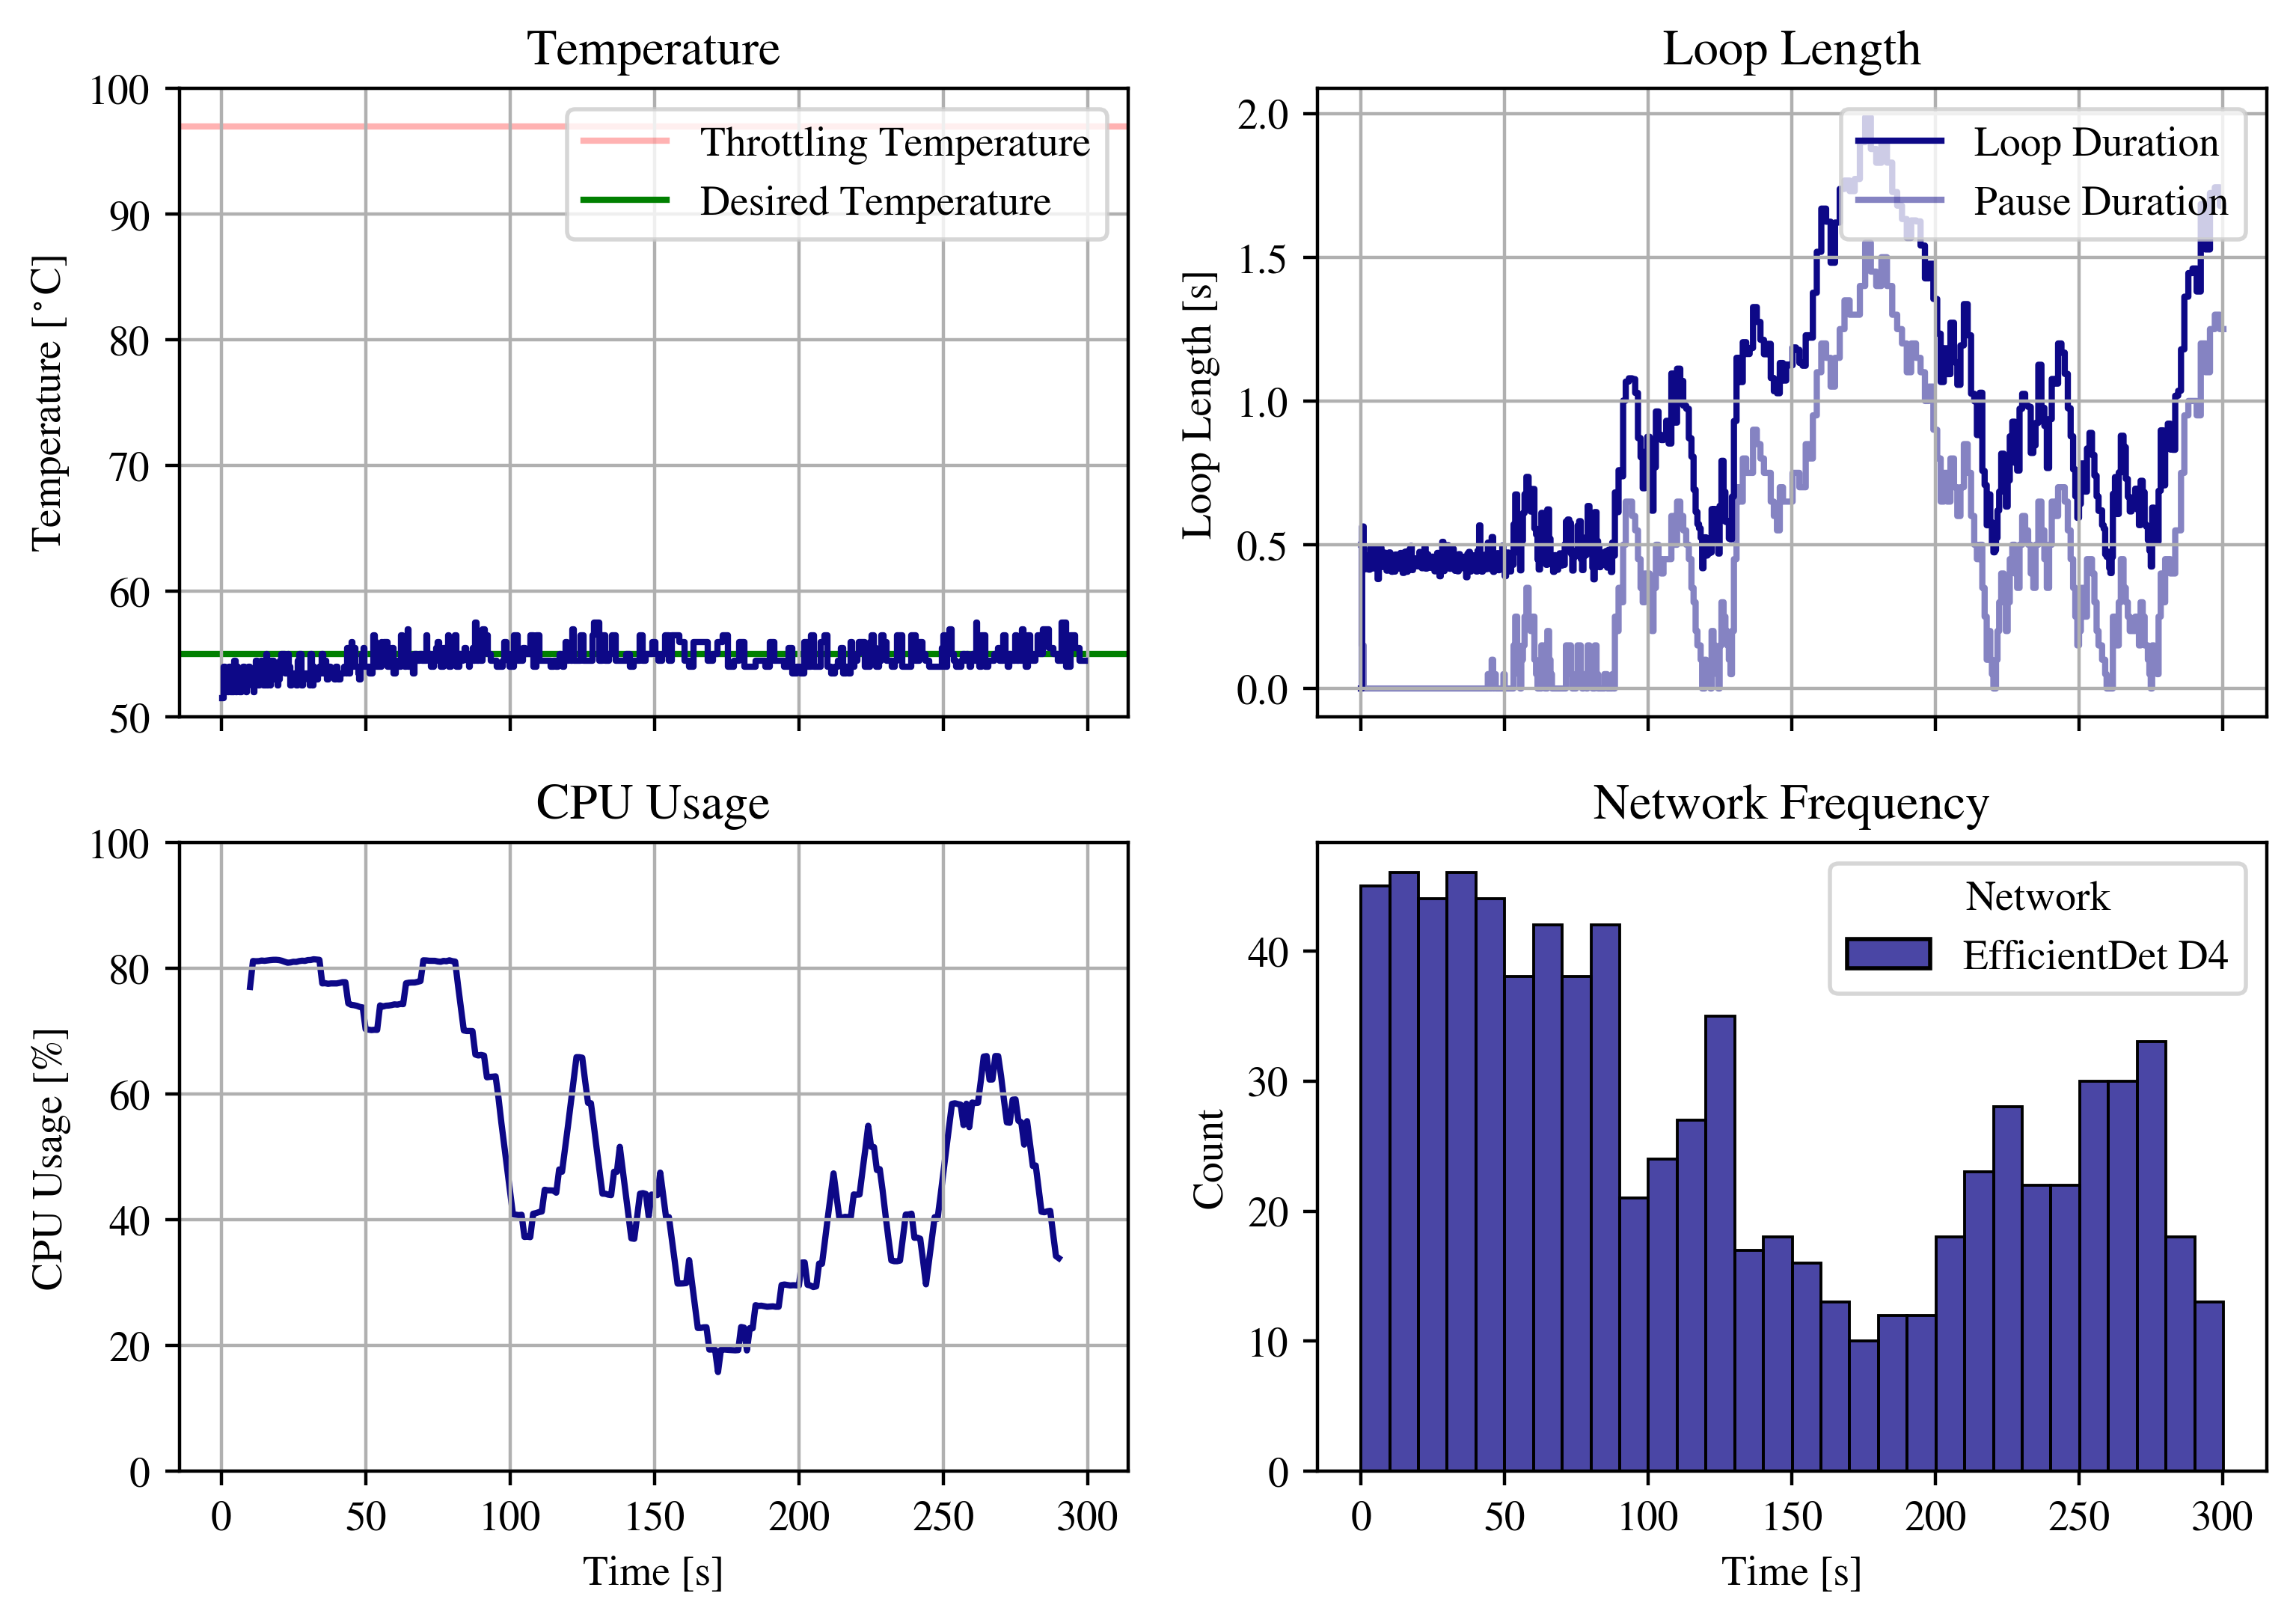 Temperature
100
90
80
70
60
50
Temperature [°C]
Throttling Temperature
Desired Temperature
Loop Length
2.0
1.5
1.0
0.5
0.0
Loop Length [s]
Loop Duration
Pause Duration
CPU Usage
100
80
60
40
20
0
CPU Usage [%]
0 50 100 150 200 250 300
Time [s]
Network Frequency
40
30
20
10
0
Count
Network
EfficientDet D4
0 50 100 150 200 250 300
Time [s]